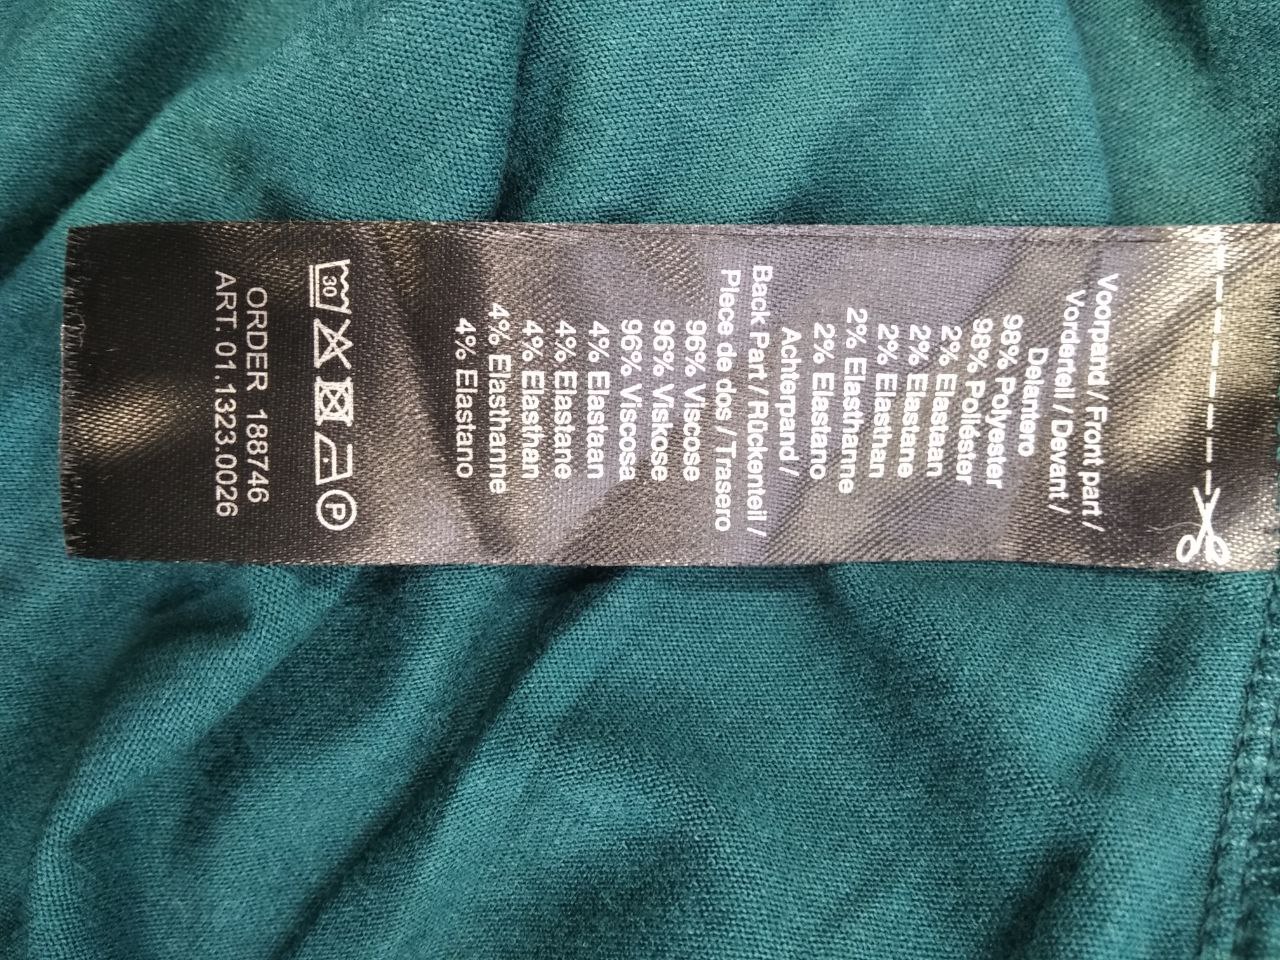 Voorpand / Front part /
Vorderteil / Devant /
Delantero
98% Polyester
98% Poliéster
2% Elastaan
2% Elastane
2% Elasthan
2% Elasthanne
2% Elastano
Achterpand /
Back Part / Rückenteil /
Piece de dos / Trasero
96% Viscose
96% Viskose
96% Viscosa
4% Elastaan
4% Elastane
4% Elasthan
4% Elasthanne
4% Elastano
30 P
ORDER 188746
ART. 01.1323.0026